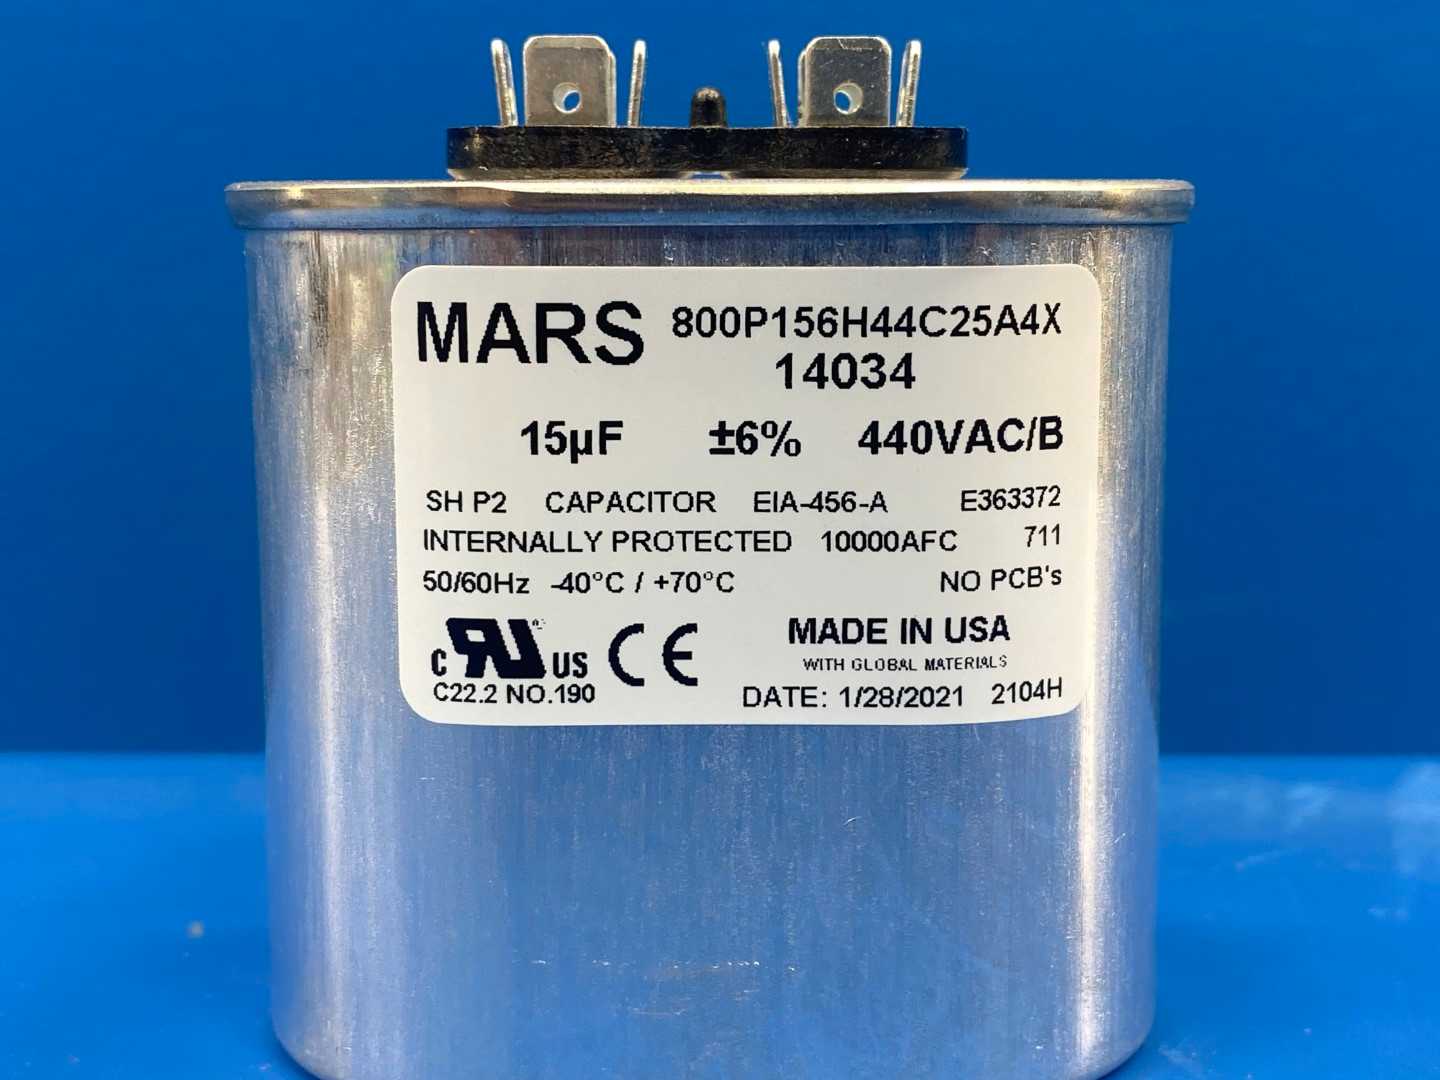 MARS 800P156H44C25A4X
14034
15µF ±6% 440VAC/B
SH P2 CAPACITOR EIA-456-A E363372
INTERNALLY PROTECTED 10000AFC 711
50/60Hz -40°C / +70°C NO PCB's
c RU US CE MADE IN USA
WITH GLOBAL MATERIALS
C22.2 NO.190 DATE: 1/28/2021 2104H